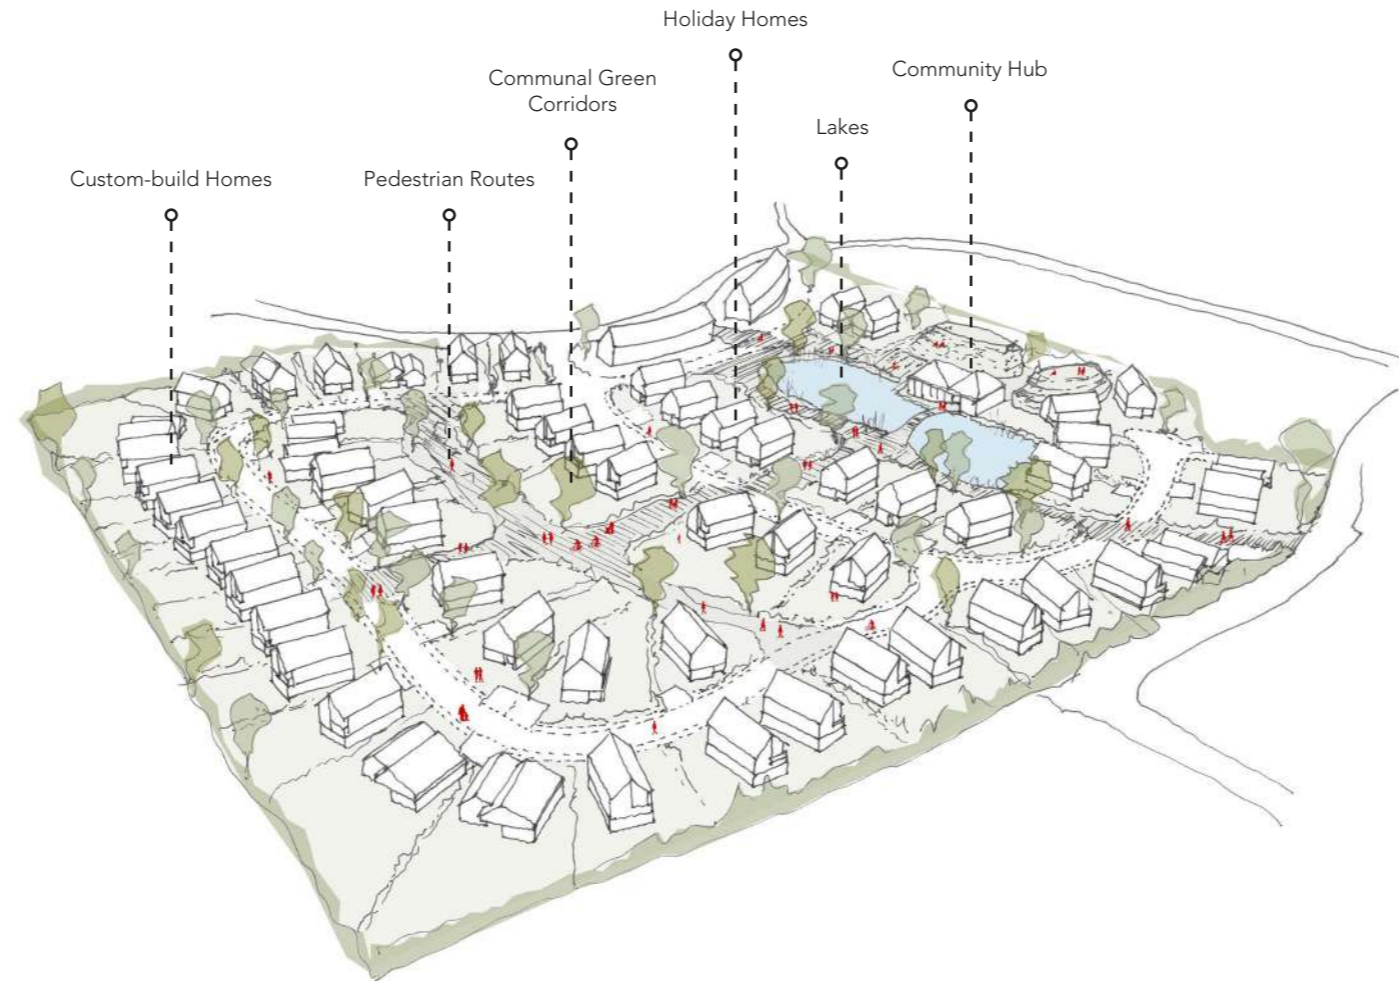 Holiday Homes
Community Hub
Communal Green
Corridors
Lakes
Custom-build Homes
Pedestrian Routes